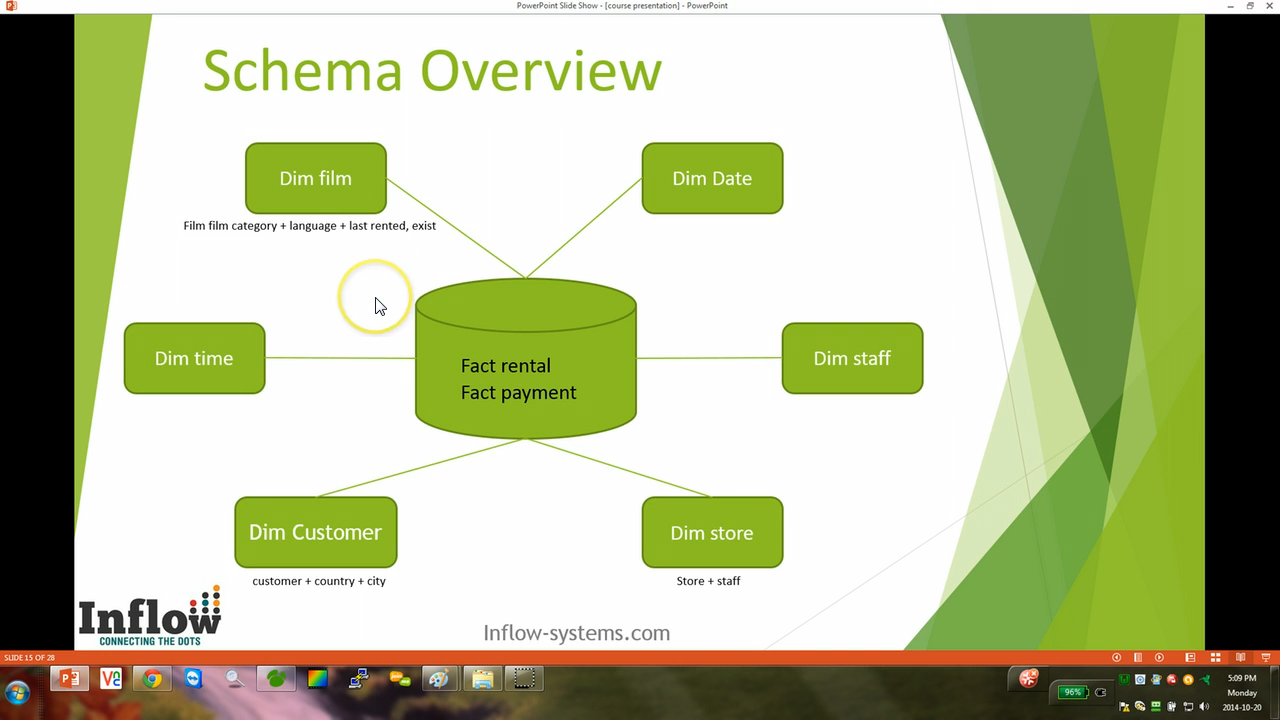 PowerPoint Slide Show - [course presentation] - PowerPoint
Schema Overview
Dim film
Dim Date
Film film category + language + last rented, exist
Dim time
Fact rental
Fact payment
Dim staff
Dim Customer
Dim store
customer + country + city
Store + staff
Inflow
CONNECTING THE DOTS
Inflow-systems.com
SLIDE 15 OF 28
96%
5:09 PM
Monday
2014-10-20